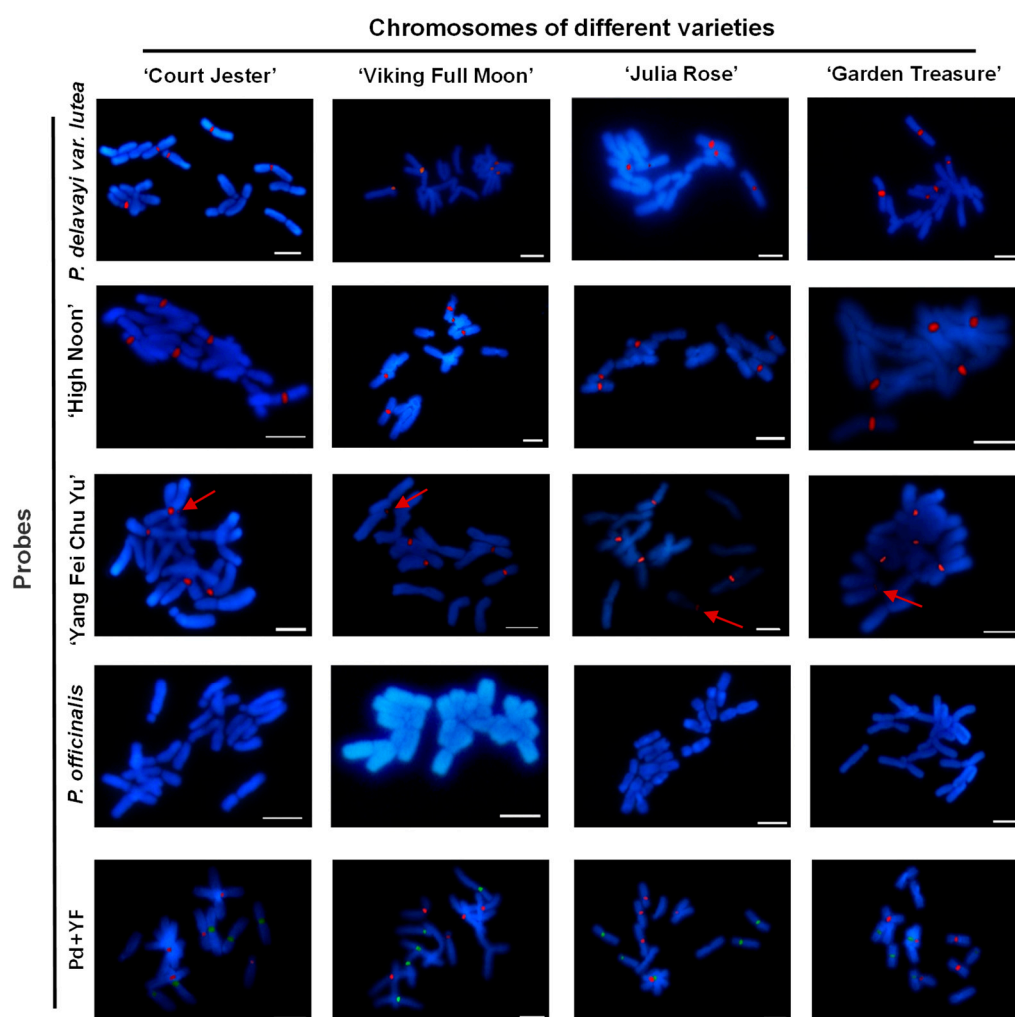 Chromosomes of different varieties
‘Court Jester’
‘Viking Full Moon’
‘Julia Rose’
‘Garden Treasure’
Probes
P. delavayi var. lutea
‘High Noon’
‘Yang Fei Chu Yu’
P. officinalis
Pd+YF